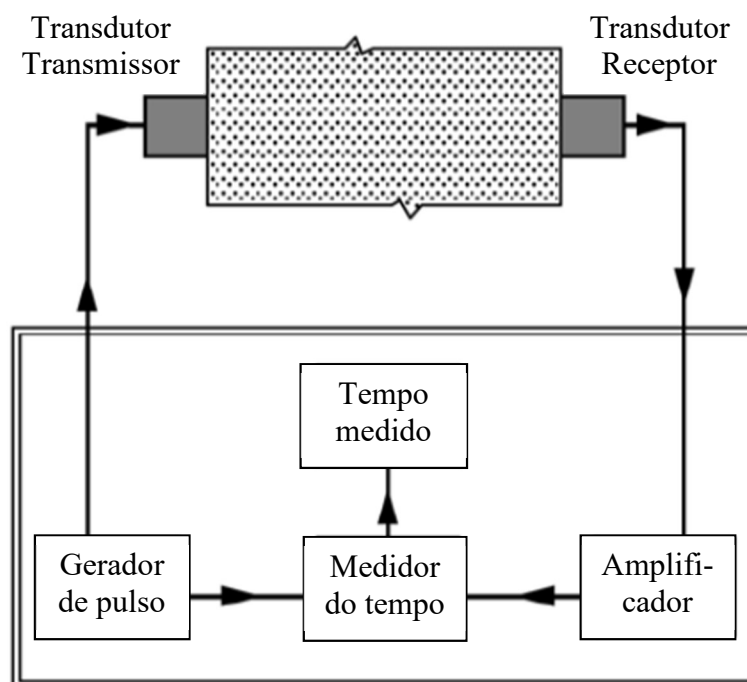 Transdutor
Transmissor
Transdutor
Receptor
Tempo
medido
Gerador
de pulso
Medidor
do tempo
Amplifi-
cador